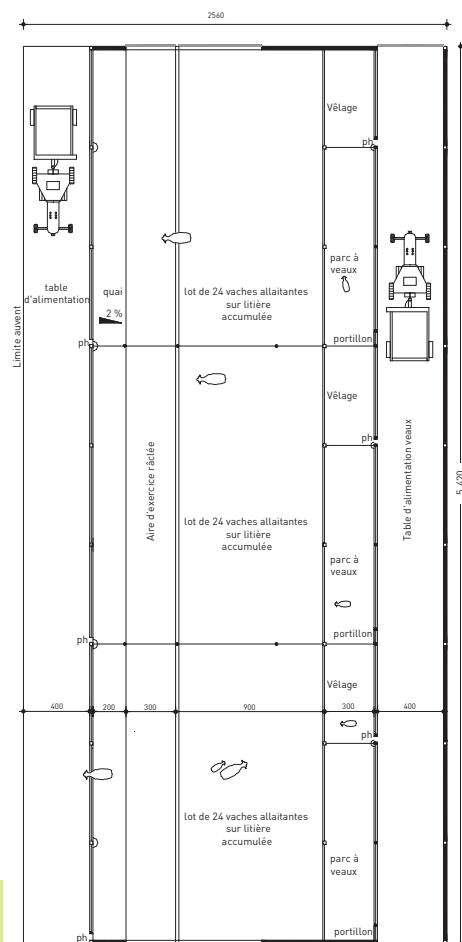 2560
Vêlage
ph
parc à
veaux
table
d'alimentation
quai
2 %
lot de 24 vaches allaitantes
sur litière
accumulée
Limite auvent
ph
portillon
Vêlage
ph
Aire d'exercice râclée
Table d'alimentation veaux
5 420
lot de 24 vaches allaitantes
sur litière
accumulée
parc à
veaux
ph
portillon
Vêlage
400
200
300
900
300
400
ph
lot de 24 vaches allaitantes
sur litière
accumulée
parc à
veaux
ph
portillon